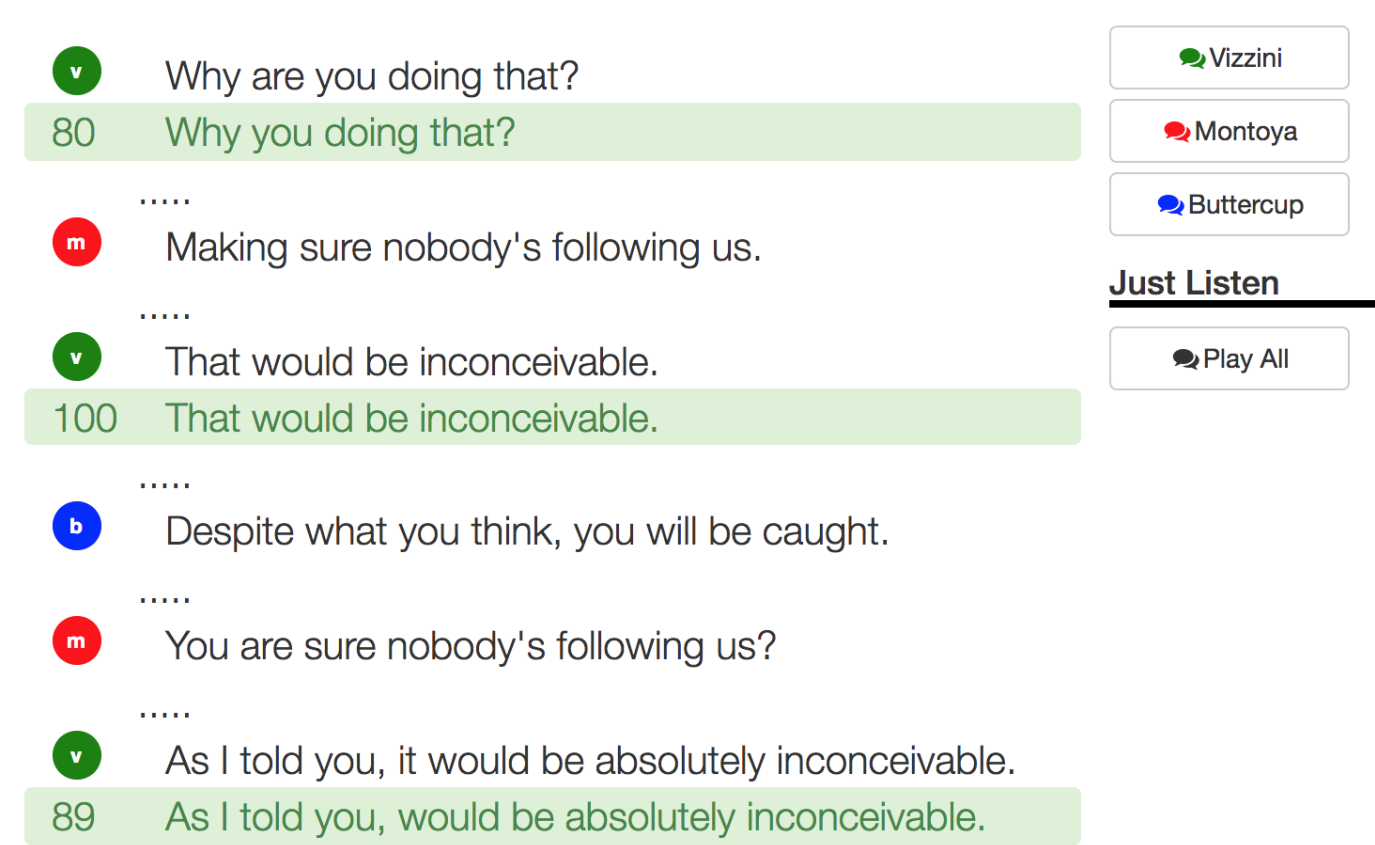 v Why are you doing that?
80 Why you doing that?
.....
m Making sure nobody's following us.
.....
v That would be inconceivable.
100 That would be inconceivable.
.....
b Despite what you think, you will be caught.
.....
m You are sure nobody's following us?
.....
v As I told you, it would be absolutely inconceivable.
89 As I told you, would be absolutely inconceivable.
Vizzini
Montoya
Buttercup
Just Listen
Play All